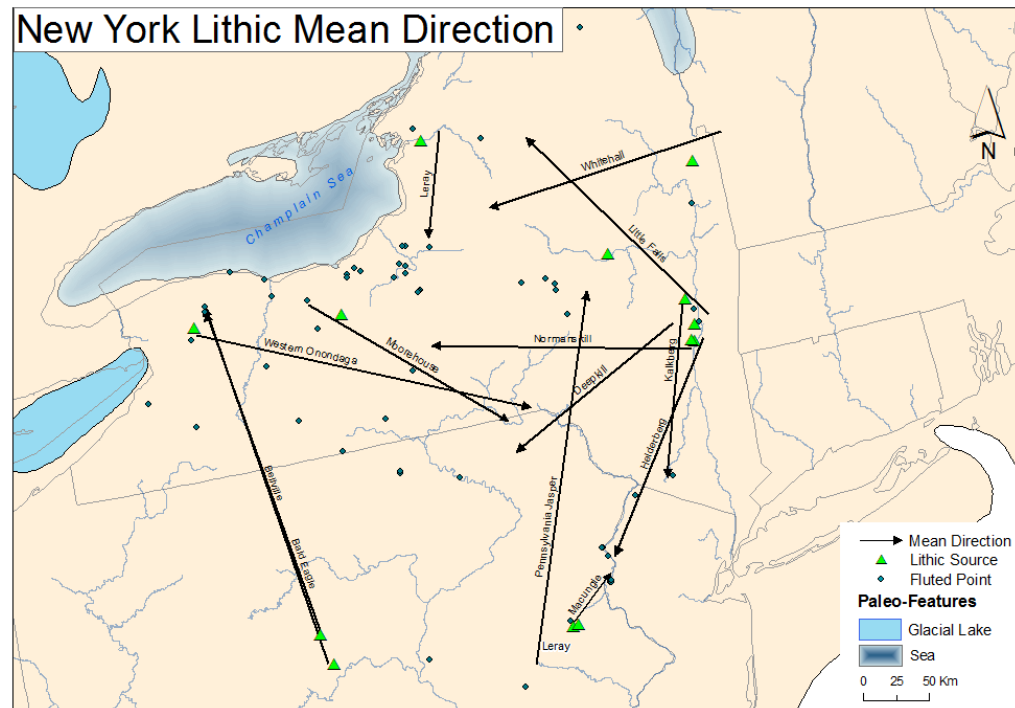 New York Lithic Mean Direction
N
Whitehall
Leray
Champlain Sea
Little Falls
Western Onondaga
Moorehouse
Normanskill
Kalkberg
Deepkill
Helderberg
Bellville
Pennsylvania Jasper
Bald Eagle
Macungie
Leray
Mean Direction
Lithic Source
Fluted Point
Paleo-Features
Glacial Lake
Sea
0 25 50 Km